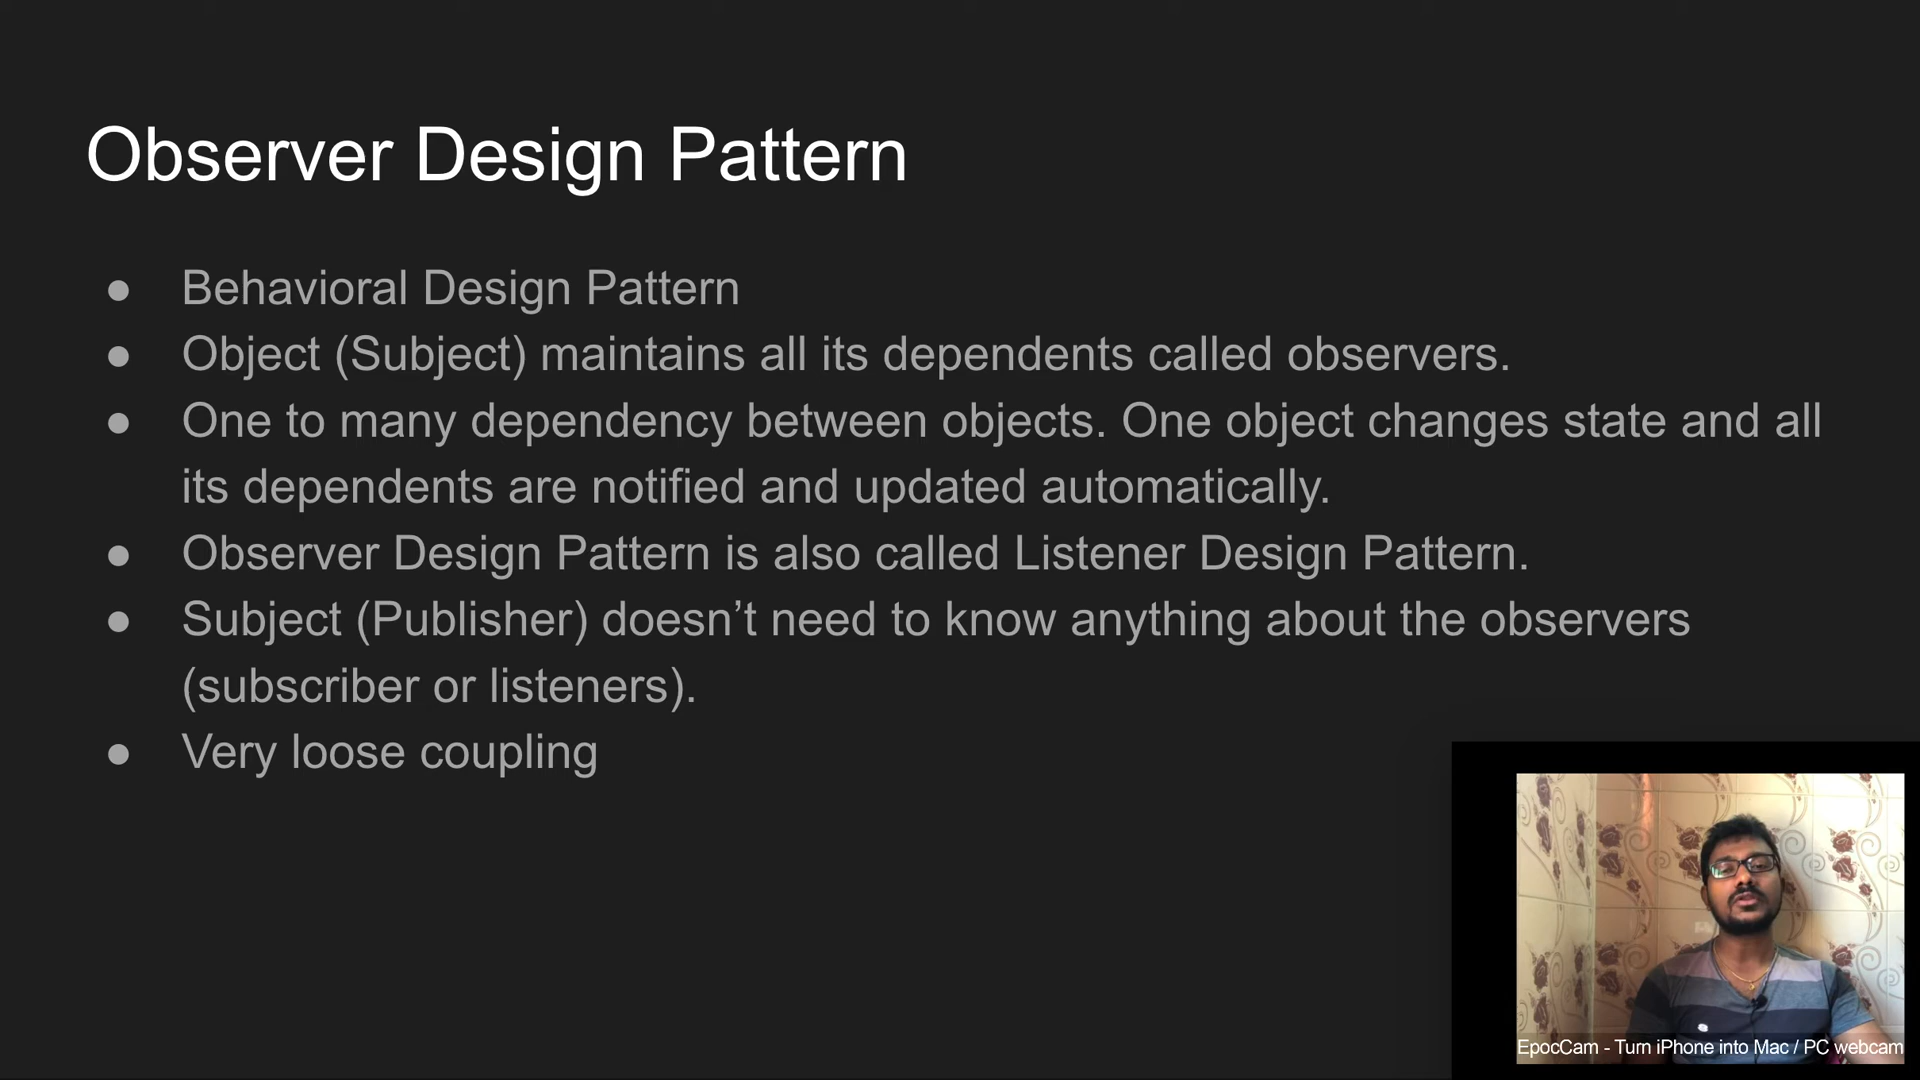 Observer Design Pattern
● Behavioral Design Pattern
● Object (Subject) maintains all its dependents called observers.
● One to many dependency between objects. One object changes state and all
its dependents are notified and updated automatically.
● Observer Design Pattern is also called Listener Design Pattern.
● Subject (Publisher) doesn’t need to know anything about the observers
(subscriber or listeners).
● Very loose coupling
EpocCam - Turn iPhone into Mac / PC webcam